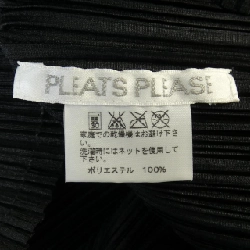 PLEATS PLEASE
家庭での乾燥機はお避け下さい。
洗濯時にはネットを使用して下さい。
ポリエステル 100%